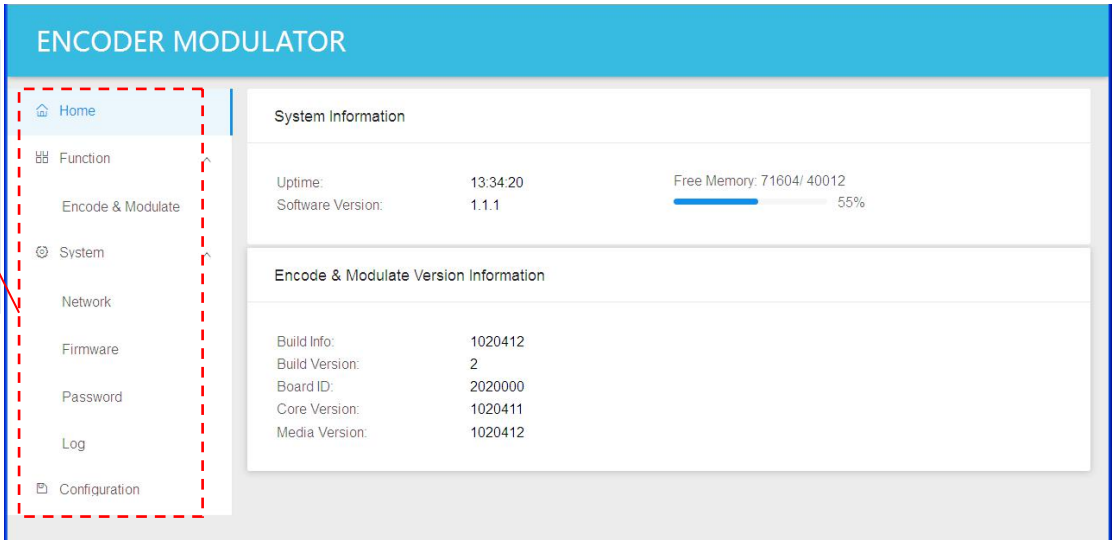 ENCODER MODULATOR
Home
Function
Encode & Modulate
System
Network
Firmware
Password
Log
Configuration
System Information
Uptime: 13:34:20
Software Version: 1.1.1
Free Memory: 71604/ 40012
55%
Encode & Modulate Version Information
Build Info: 1020412
Build Version: 2
Board ID: 2020000
Core Version: 1020411
Media Version: 1020412